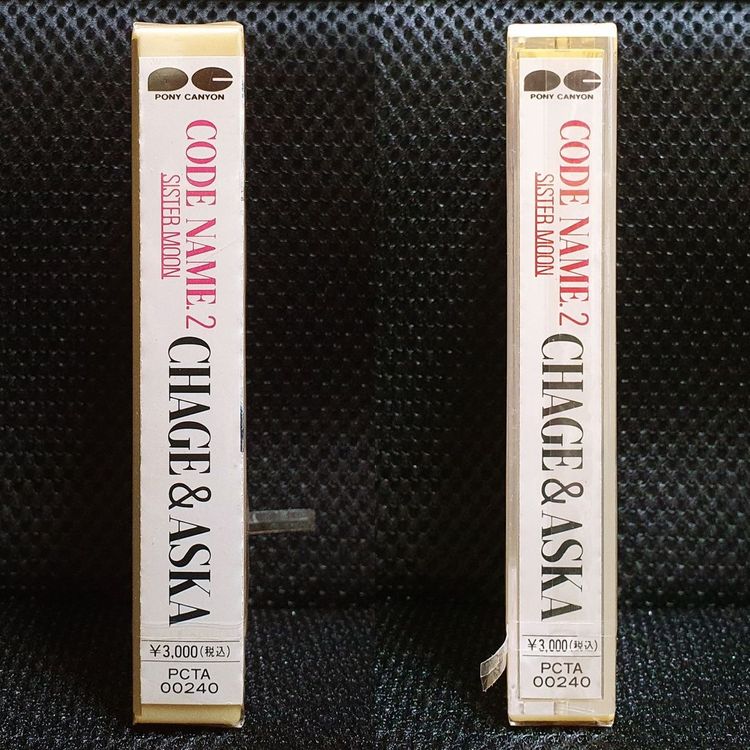 PONY CANYON
CODE NAME.2
SISTER MOON
CHAGE & ASKA
¥3,000(税込)
PCTA
00240
PONY CANYON
CODE NAME.2
SISTER MOON
CHAGE & ASKA
¥3,000(税込)
PCTA
00240